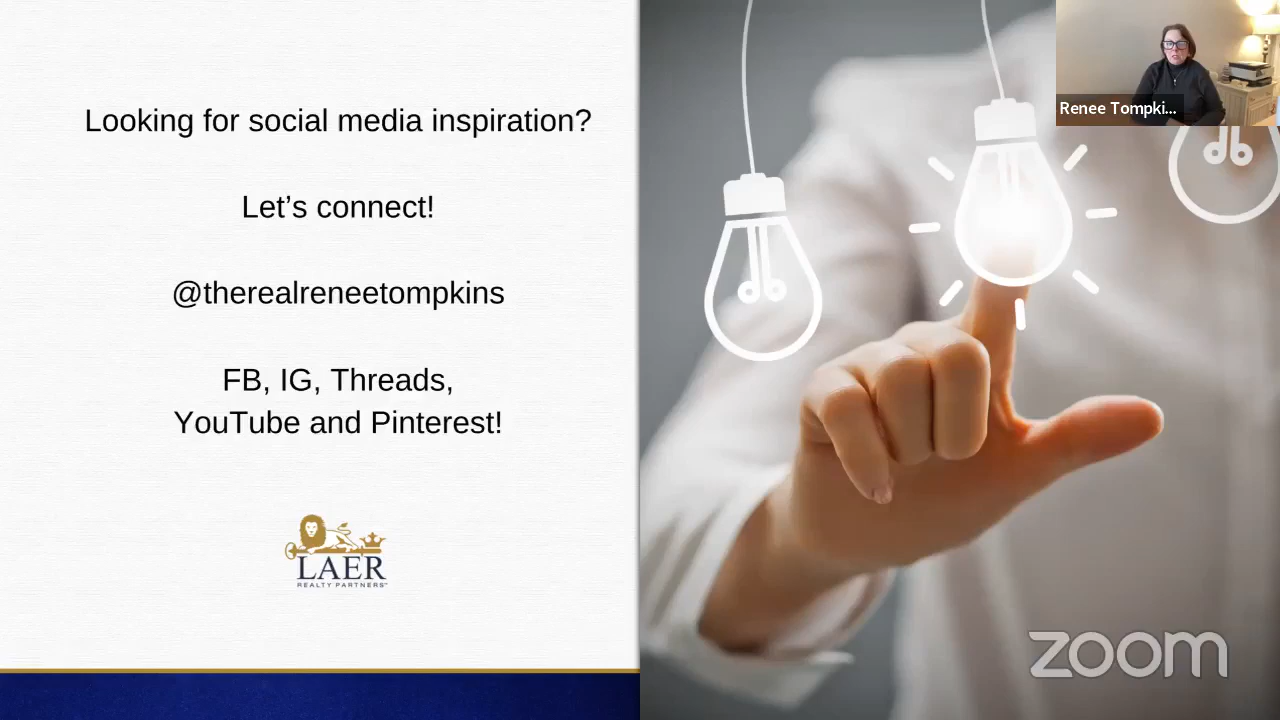 Looking for social media inspiration?
Let’s connect!
@therealreneetompkins
FB, IG, Threads,
YouTube and Pinterest!
LAER
REALTY PARTNERS
Renee Tompki...
zoom